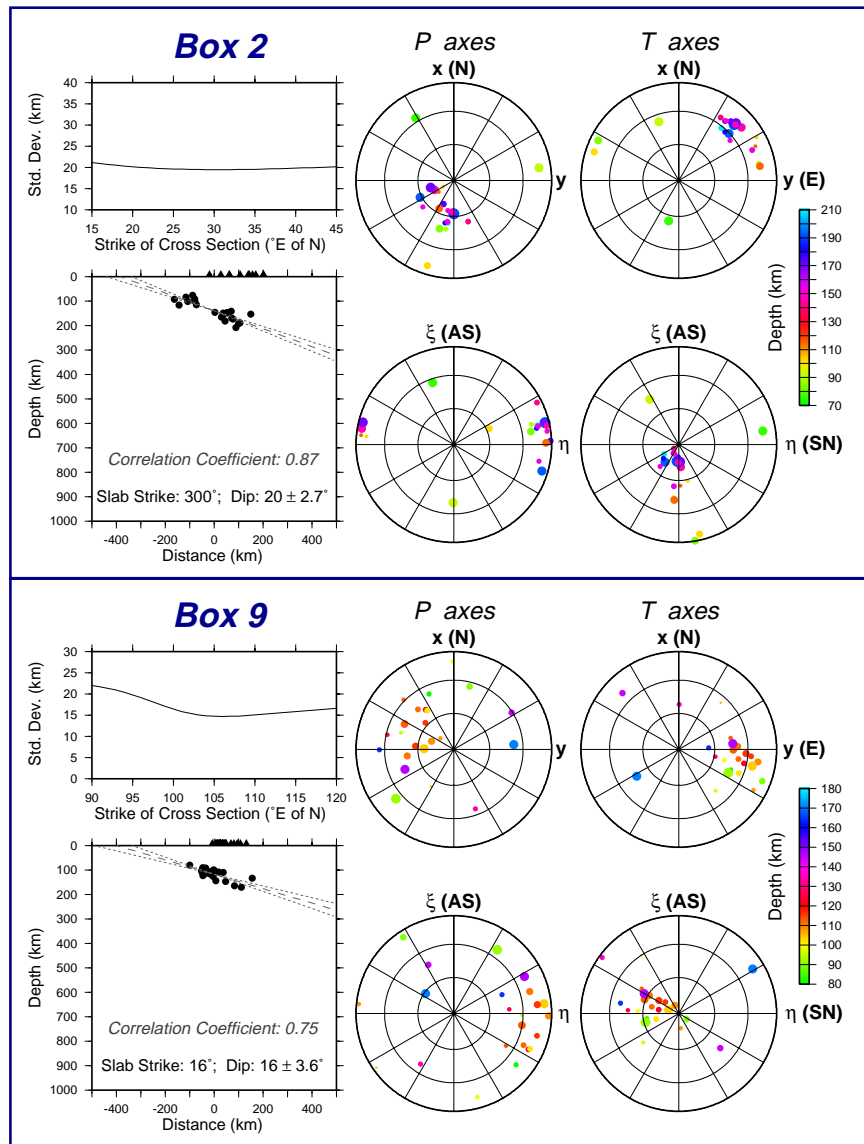 Box 2
P axes
T axes
x (N)
x (N)
40
35
30
25
20
15
10
Std. Dev. (km)
15 20 25 30 35 40 45
Strike of Cross Section (˚E of N)
y
y (E)
0
100
200
300
400
500
600
700
800
900
1000
Depth (km)
Correlation Coefficient: 0.87
Slab Strike: 300˚; Dip: 20 ± 2.7˚
-400 -200 0 200 400
Distance (km)
ξ (AS)
ξ (AS)
η
η (SN)
210
190
170
150
130
110
90
70
Depth (km)
Box 9
P axes
T axes
x (N)
x (N)
30
25
20
15
10
5
0
Std. Dev. (km)
90 95 100 105 110 115 120
Strike of Cross Section (˚E of N)
y
y (E)
0
100
200
300
400
500
600
700
800
900
1000
Depth (km)
Correlation Coefficient: 0.75
Slab Strike: 16˚; Dip: 16 ± 3.6˚
-400 -200 0 200 400
Distance (km)
ξ (AS)
ξ (AS)
η
η (SN)
180
170
160
150
140
130
120
110
100
90
80
Depth (km)